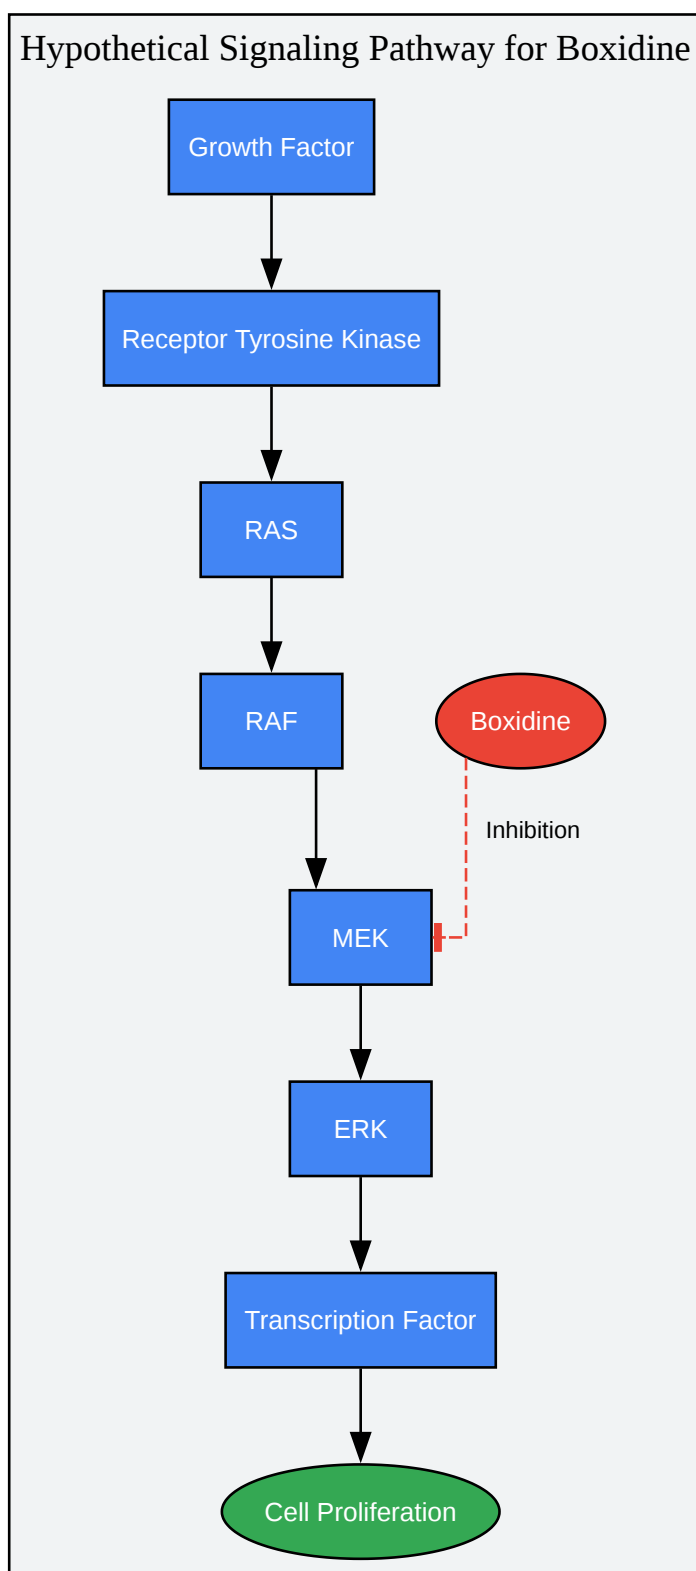 Hypothetical Signaling Pathway for Boxidine
Growth Factor
Receptor Tyrosine Kinase
RAS
RAF
Boxidine
Inhibition
MEK
ERK
Transcription Factor
Cell Proliferation